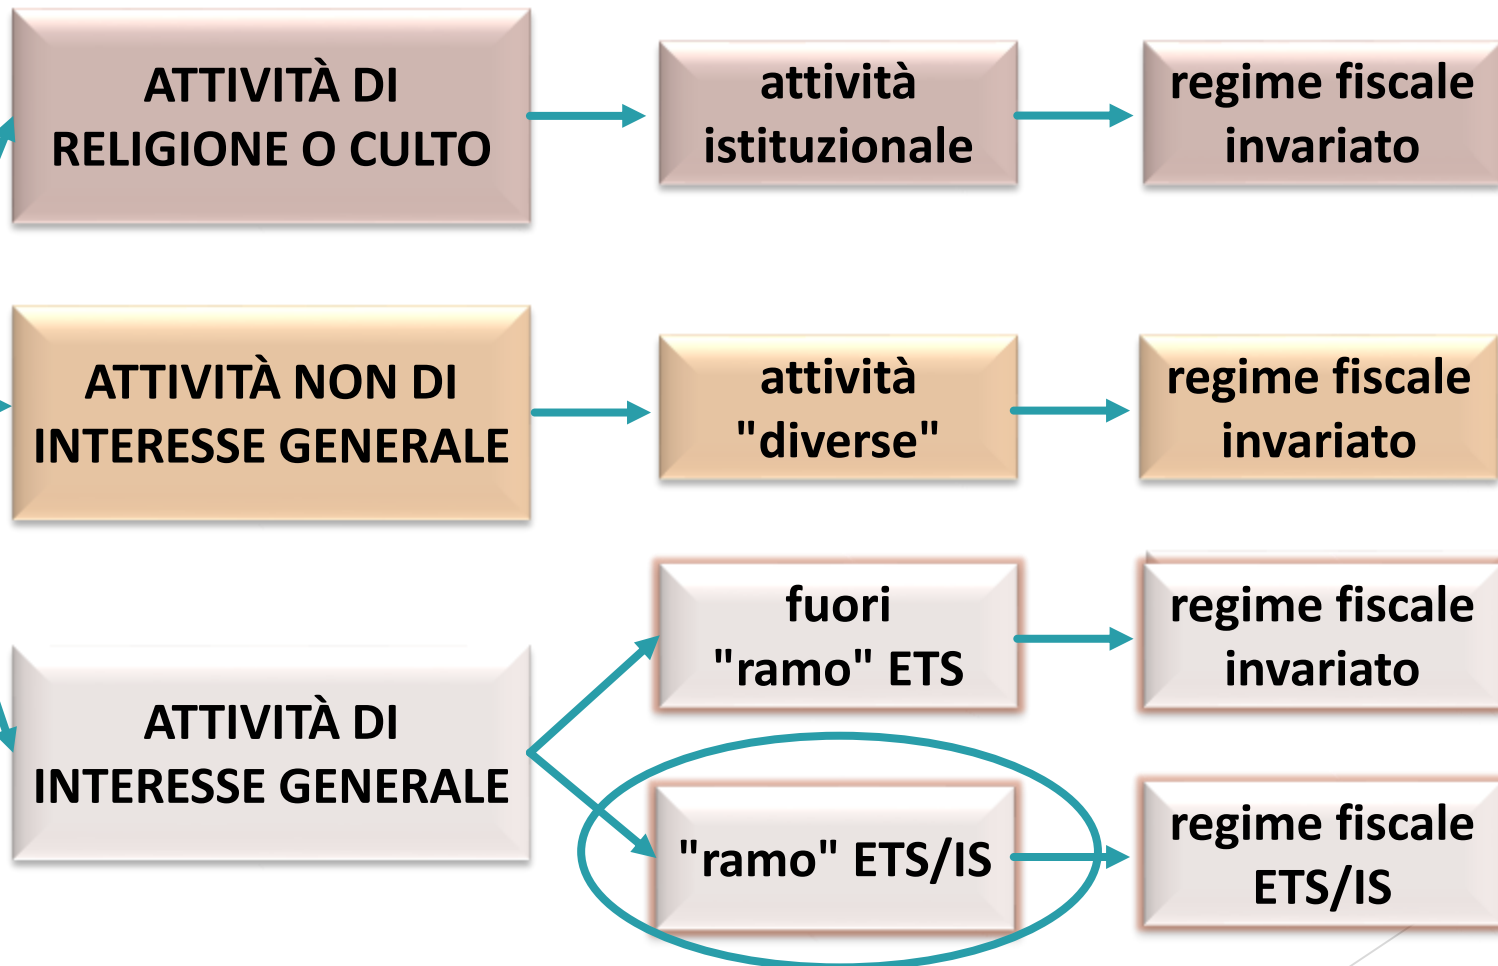 ATTIVITÀ DI
RELIGIONE O CULTO
attività
istituzionale
regime fiscale
invariato
ATTIVITÀ NON DI
INTERESSE GENERALE
attività
"diverse"
regime fiscale
invariato
ATTIVITÀ DI
INTERESSE GENERALE
fuori
"ramo" ETS
regime fiscale
invariato
"ramo" ETS/IS
regime fiscale
ETS/IS